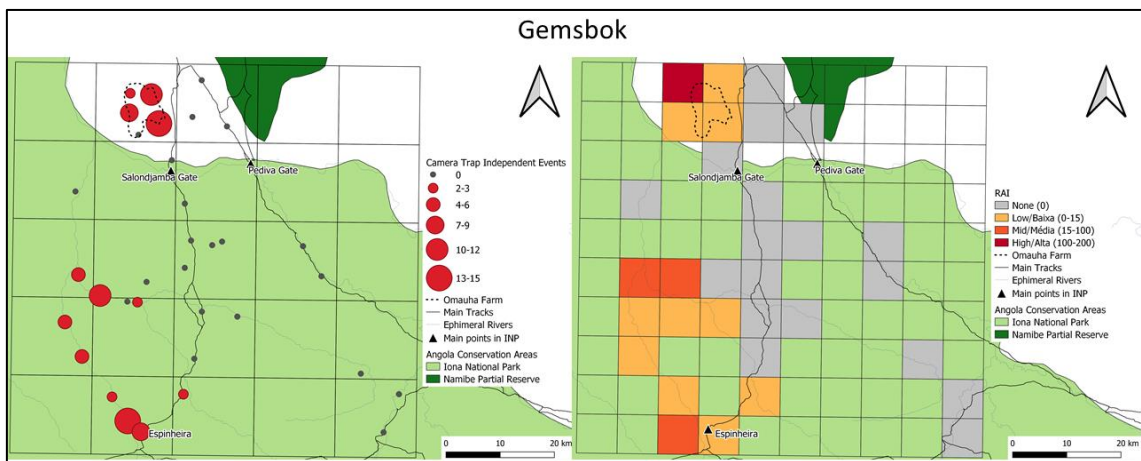 Gemsbok
Salondjamba Gate
Pediva Gate
Espinheira
Camera Trap Independent Events
0
2-3
4-6
7-9
10-12
13-15
Omauha Farm
Main Tracks
Ephimeral Rivers
Main points in INP
Angola Conservation Areas
Iona National Park
Namibe Partial Reserve
0 10 20 km
Salondjamba Gate
Pediva Gate
Espinheira
RAI
None (0)
Low/Baixa (0-15)
Mid/Média (15-100)
High/Alta (100-200)
Omauha Farm
Main Tracks
Ephemeral Rivers
Main points in INP
Angola Conservation Areas
Iona National Park
Namibe Partial Reserve
0 10 20 km